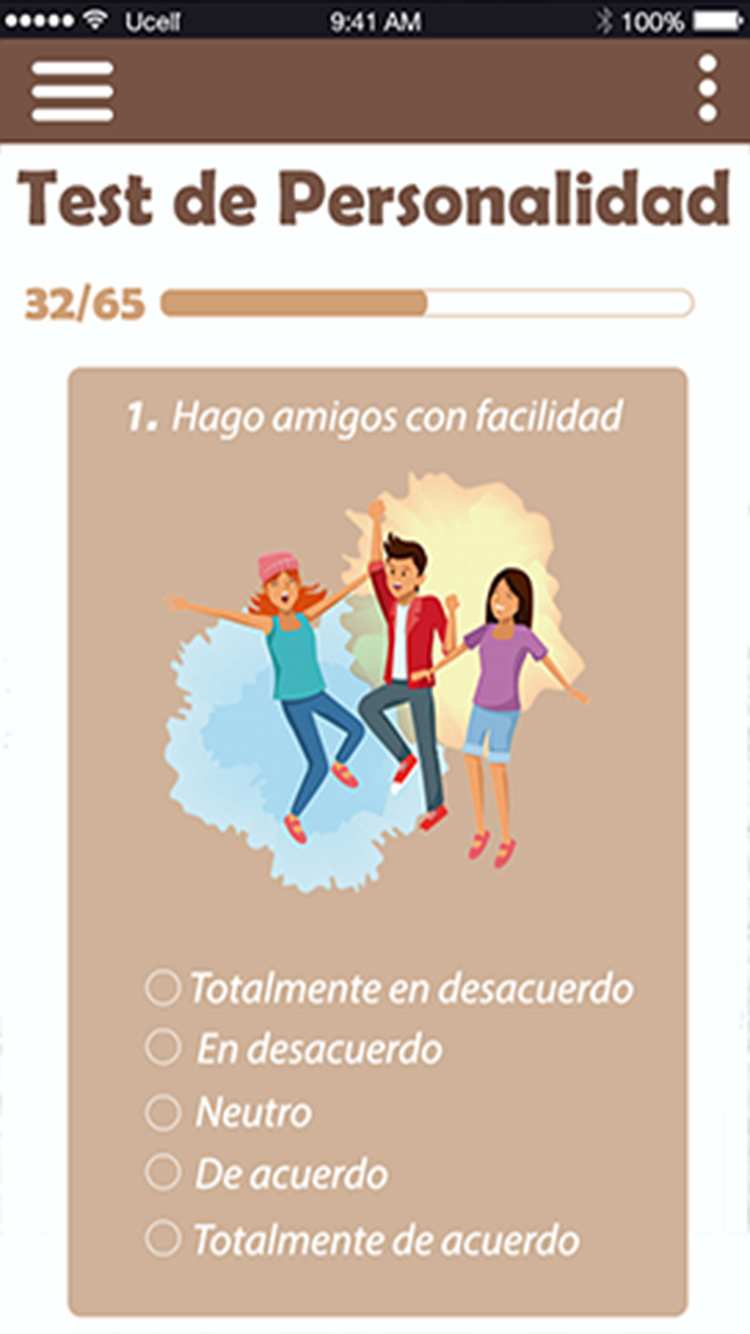 Ucell 9:41 AM 100%
Test de Personalidad
32/65
1. Hago amigos con facilidad
Totalmente en desacuerdo
En desacuerdo
Neutro
De acuerdo
Totalmente de acuerdo